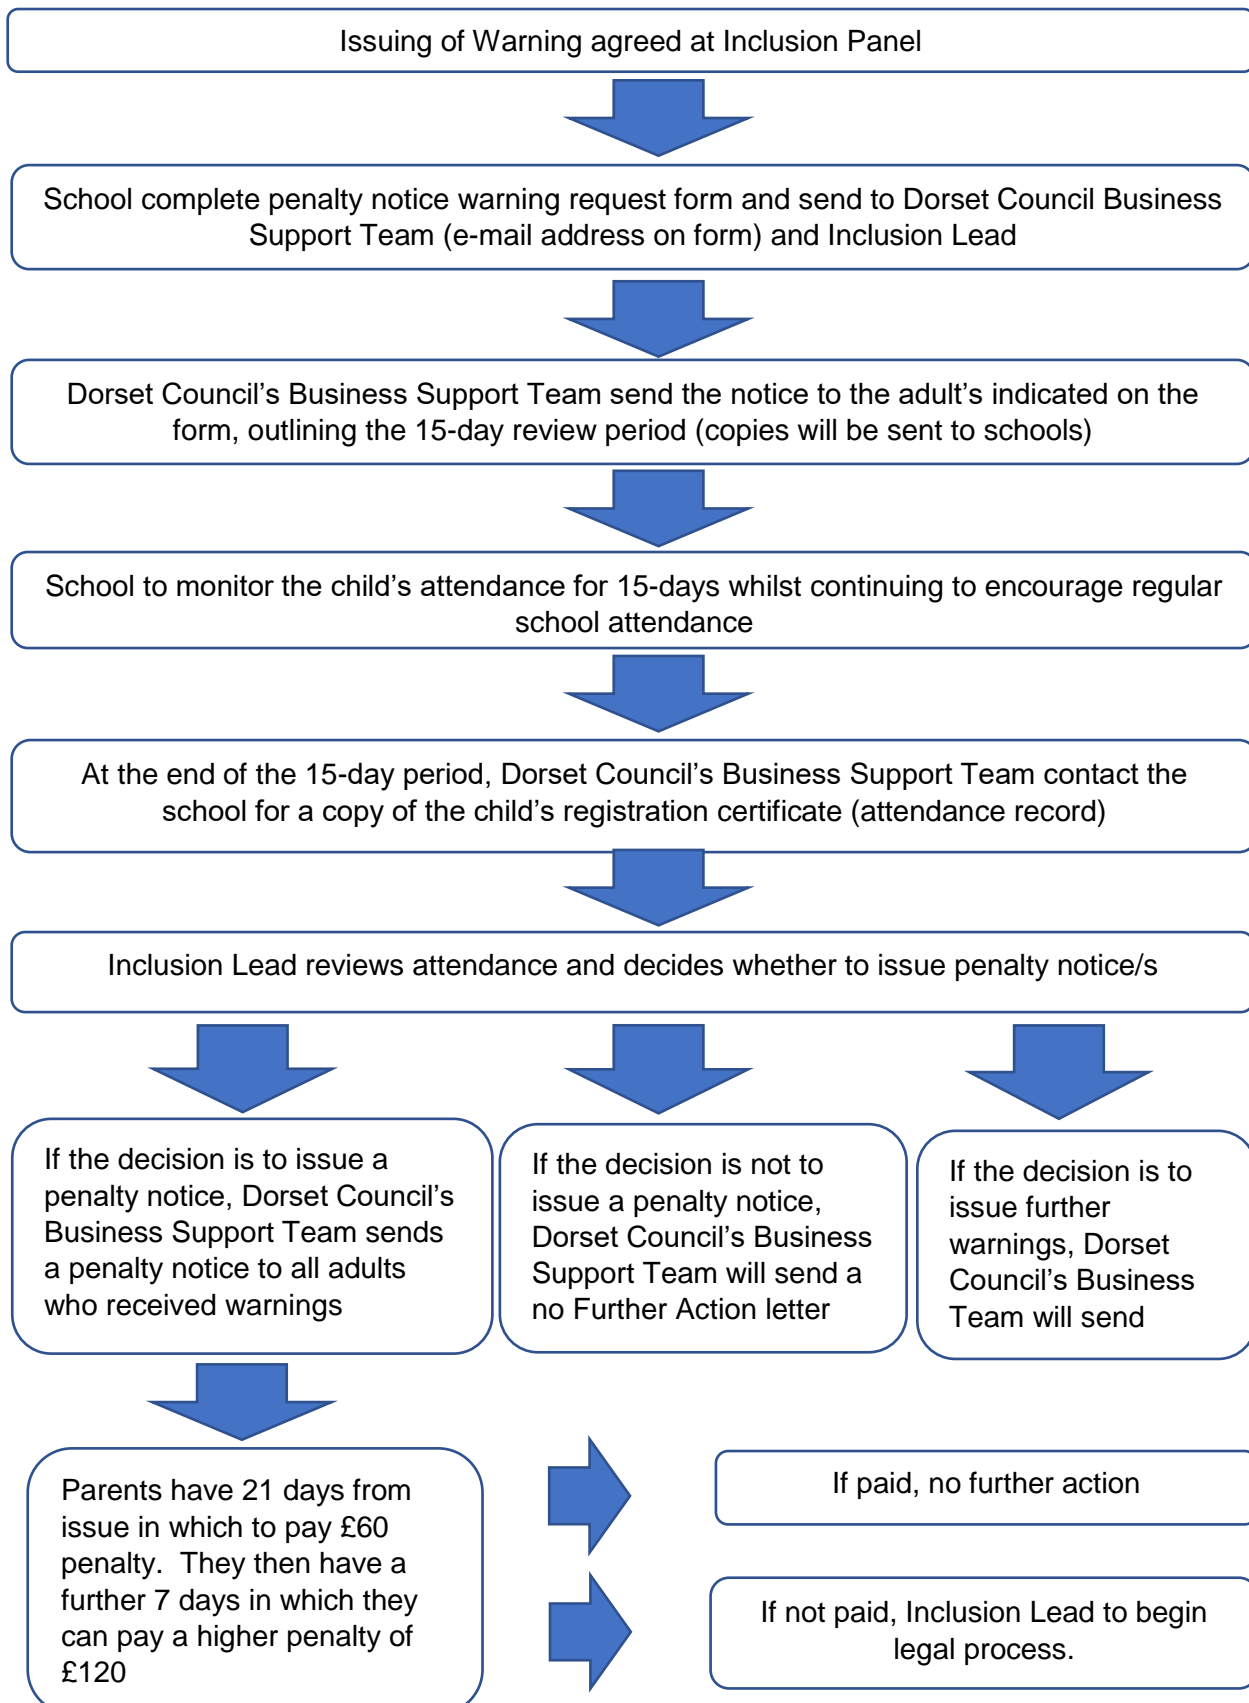 Issuing of Warning agreed at Inclusion Panel
School complete penalty notice warning request form and send to Dorset Council Business
Support Team (e-mail address on form) and Inclusion Lead
Dorset Council’s Business Support Team send the notice to the adult’s indicated on the
form, outlining the 15-day review period (copies will be sent to schools)
School to monitor the child’s attendance for 15-days whilst continuing to encourage regular
school attendance
At the end of the 15-day period, Dorset Council’s Business Support Team contact the
school for a copy of the child’s registration certificate (attendance record)
Inclusion Lead reviews attendance and decides whether to issue penalty notice/s
If the decision is to issue a
penalty notice, Dorset Council’s
Business Support Team sends
a penalty notice to all adults
who received warnings
If the decision is not to
issue a penalty notice,
Dorset Council’s Business
Support Team will send a
no Further Action letter
If the decision is to
issue further
warnings, Dorset
Council’s Business
Team will send
Parents have 21 days from
issue in which to pay £60
penalty.  They then have a
further 7 days in which they
can pay a higher penalty of
£120
If paid, no further action
If not paid, Inclusion Lead to begin
legal process.